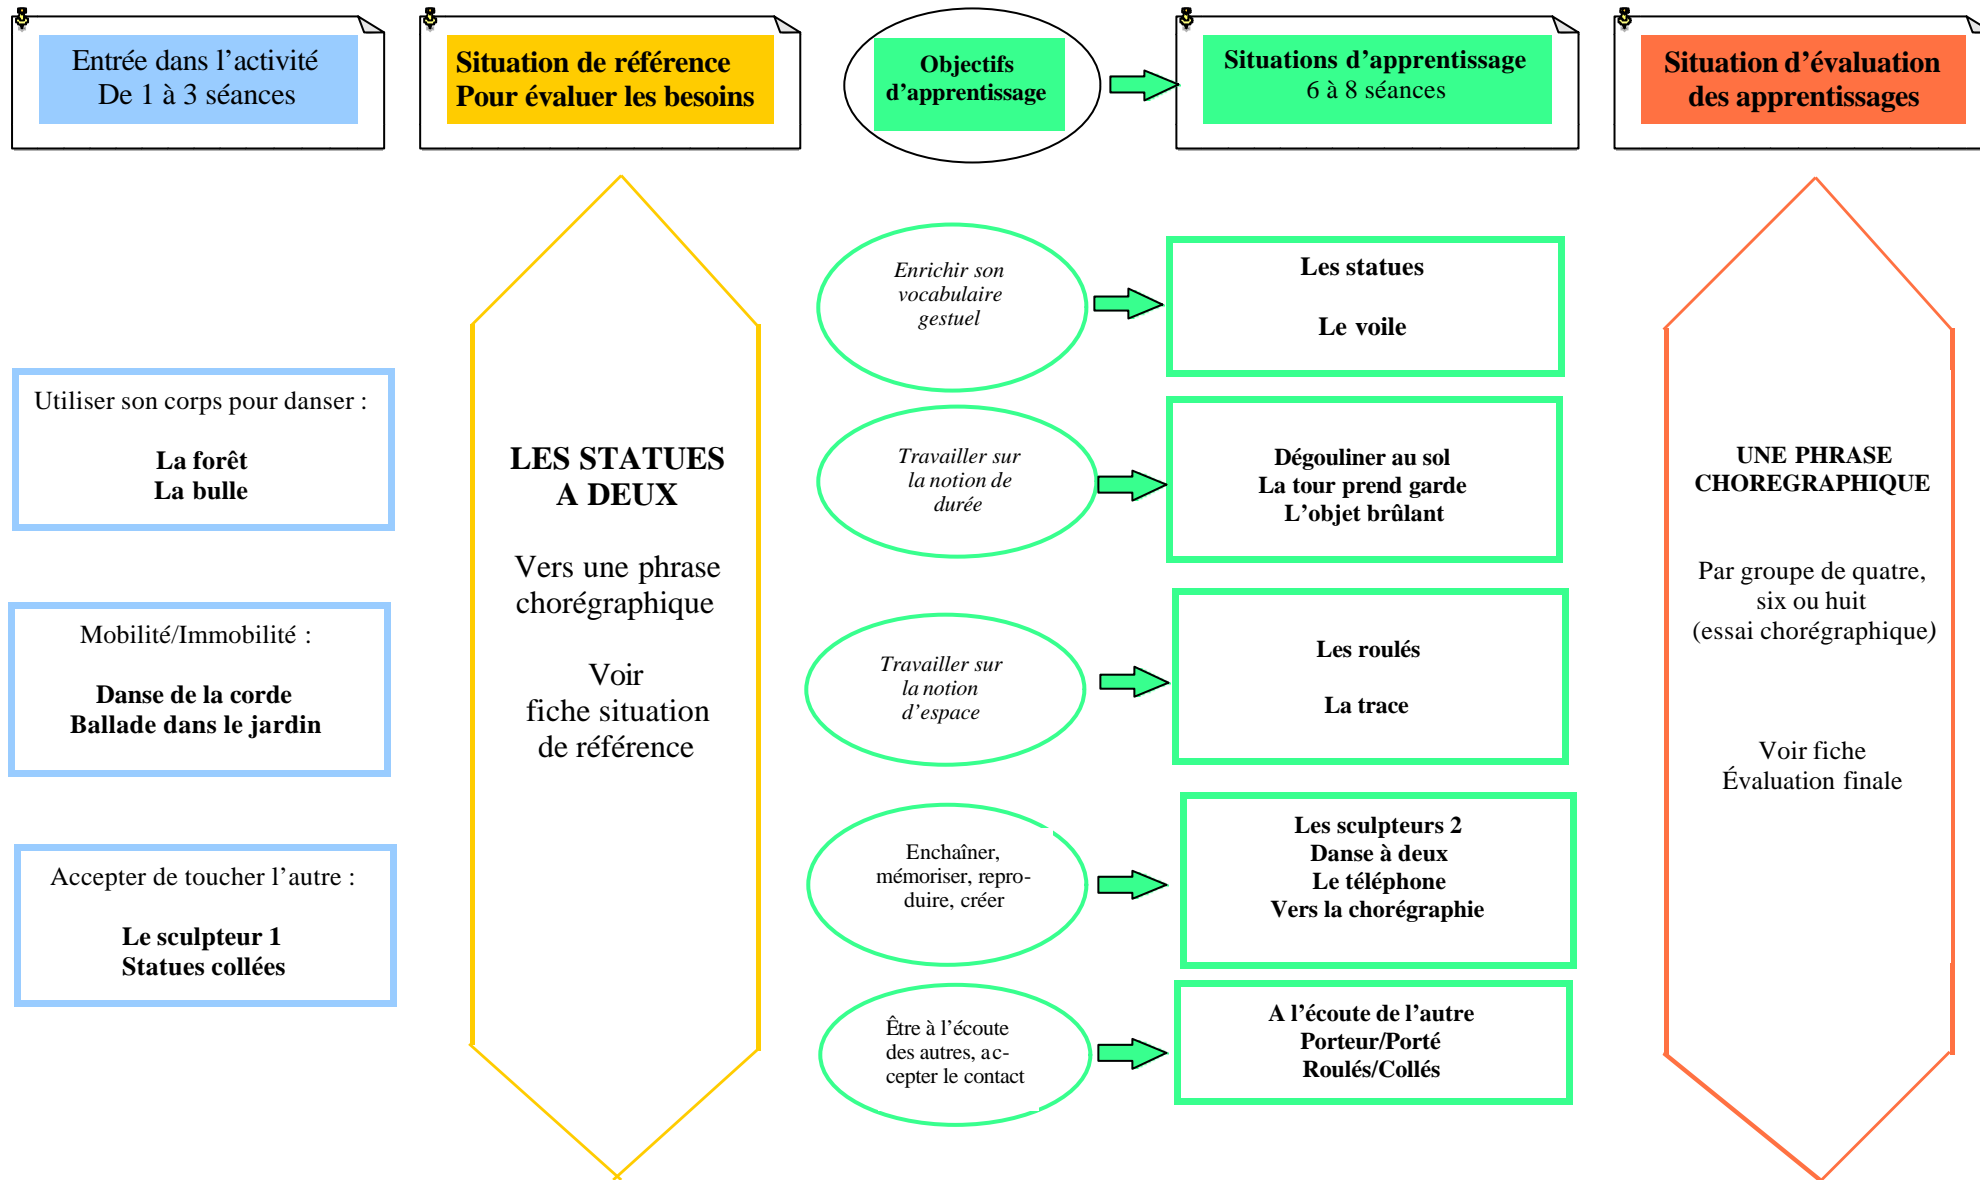 Entrée dans l’activité
De 1 à 3 séances
Situation de référence
Pour évaluer les besoins
Objectifs
d’apprentissage
Situations d’apprentissage
6 à 8 séances
Situation d’évaluation
des apprentissages
Utiliser son corps pour danser :
La forêt
La bulle
Mobilité/Immobilité :
Danse de la corde
Ballade dans le jardin
Accepter de toucher l’autre :
Le sculpteur 1
Statues collées
LES STATUES
A DEUX
Vers une phrase
chorégraphique
Voir
fiche situation
de référence
Enrichir son
vocabulaire
gestuel
Les statues
Le voile
Travailler sur
la notion de
durée
Dégouliner au sol
La tour prend garde
L’objet brûlant
Travailler sur
la notion
d’espace
Les roulés
La trace
Enchaîner,
mémoriser, repro-
duire, créer
Les sculpteurs 2
Danse à deux
Le téléphone
Vers la chorégraphie
Être à l’écoute
des autres, ac-
cepter le contact
A l’écoute de l’autre
Porteur/Porté
Roulés/Collés
UNE PHRASE
CHOREGRAPHIQUE
Par groupe de quatre,
six ou huit
(essai chorégraphique)
Voir fiche
Évaluation finale